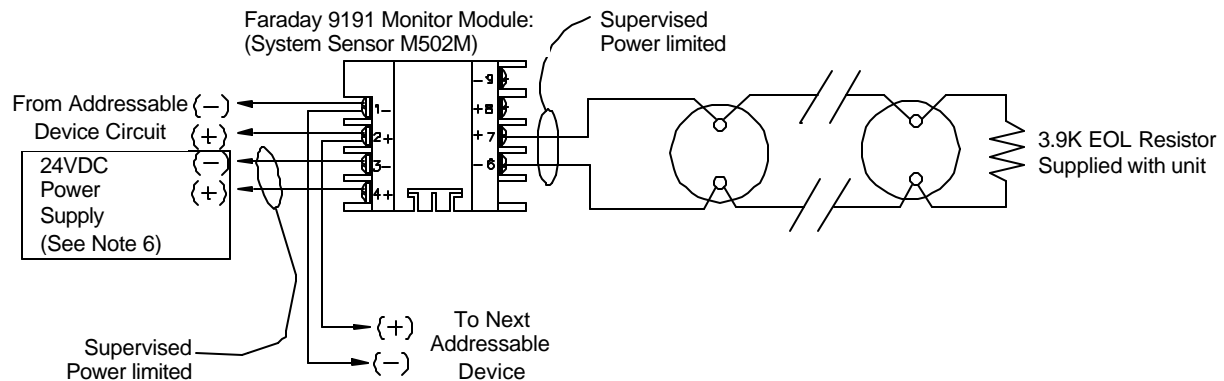 Faraday 9191 Monitor Module:
(System Sensor M502M)
Supervised
Power limited
From Addressable (-)
Device Circuit (+)
24VDC (-)
Power (+)
Supply
(See Note 6)
1-
2+
3-
4+
-9
+8
+7
-6
3.9K EOL Resistor
Supplied with unit
(+) To Next
Addressable
(-) Device
Supervised
Power limited